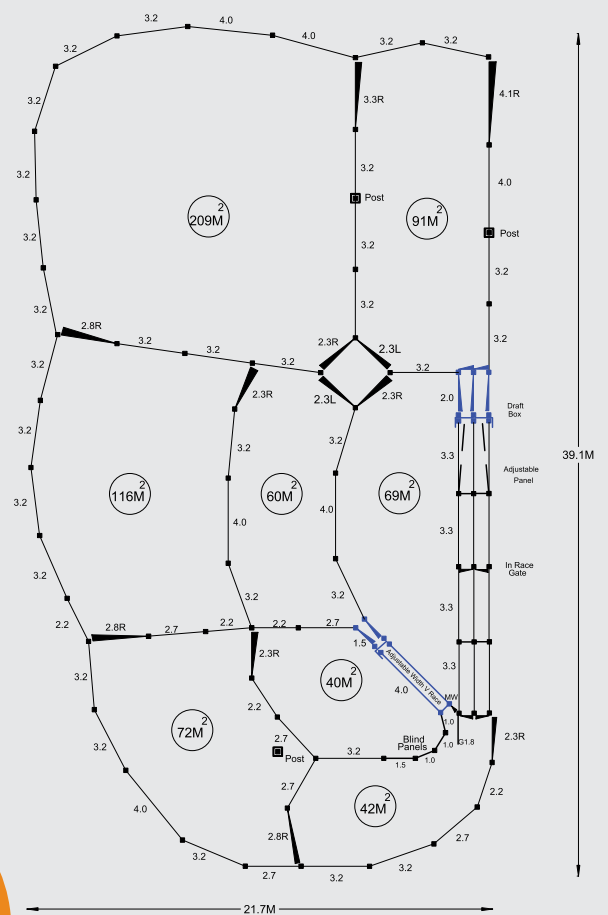 3.2
4.0
4.0
3.2
3.2
3.2
3.2
3.2
3.3R
4.1R
3.2
3.2
4.0
3.2
Post
209M2
91M2
Post
3.2
3.2
3.2
3.2
3.2
2.8R
3.2
3.2
3.2
2.3R
2.3L
3.2
3.2
3.2
2.3R
2.3L
2.3R
2.0
Draft
Box
3.2
3.2
3.2
3.3
39.1M
Adjustable
Panel
116M2
60M2
69M2
4.0
4.0
3.3
In Race
Gate
3.2
3.2
3.2
3.3
2.2
2.8R
2.7
2.2
2.2
2.7
1.5
Adjustable Width V Race
3.3
3.2
2.3R
40M2
4.0
MW
2.2
1.0
72M2
2.7
Blind
Panels
1.0
G1.8
2.3R
3.2
Post
3.2
1.5
1.0
4.0
2.7
42M2
2.2
2.8R
2.7
3.2
2.7
3.2
3.2
21.7M